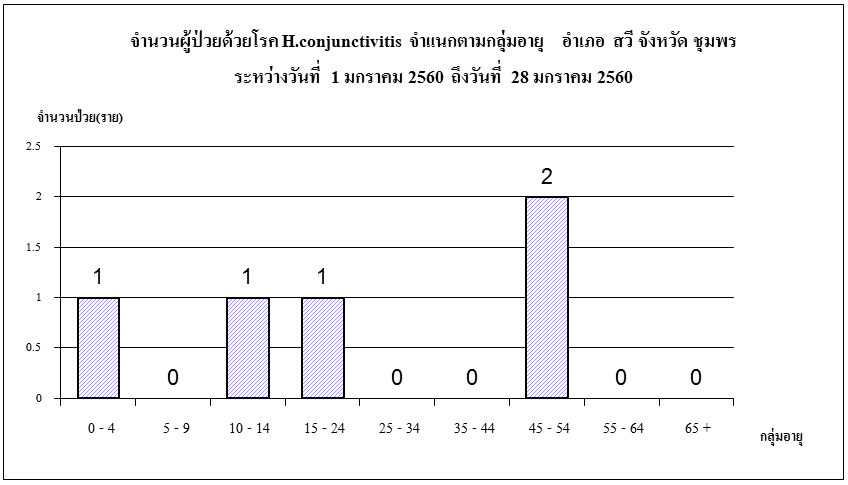 จำนวนผู้ป่วยด้วยโรค H.conjunctivitis จำแนกตามกลุ่มอายุ อำเภอ สวี จังหวัด ชุมพร
ระหว่างวันที่ 1 มกราคม 2560 ถึงวันที่ 28 มกราคม 2560
จำนวนป่วย(ราย)
2.5
2
1.5
1
0.5
0
1 0 1 1 0 0 2 0 0
0 - 4 5 - 9 10 - 14 15 - 24 25 - 34 35 - 44 45 - 54 55 - 64 65 +
กลุ่มอายุ